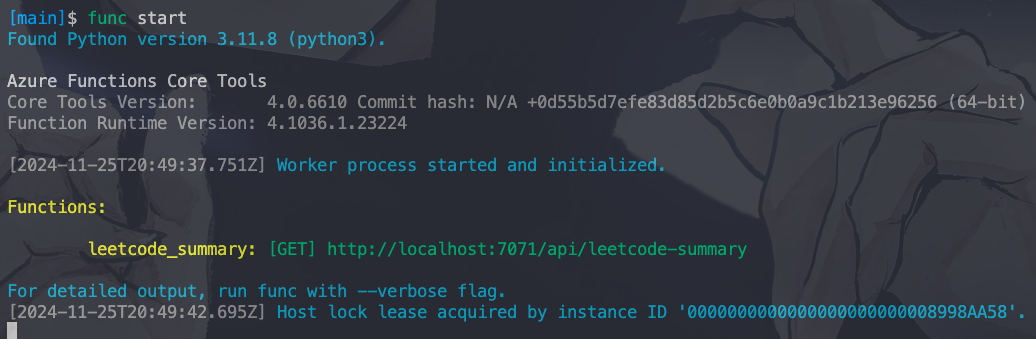 [main]$ func start
Found Python version 3.11.8 (python3).
Azure Functions Core Tools
Core Tools Version:       4.0.6610 Commit hash: N/A +0d55b5d7efe83d85d2b5c6e0b0a9c1b213e96256 (64-bit)
Function Runtime Version: 4.1036.1.23224
[2024-11-25T20:49:37.751Z] Worker process started and initialized.
Functions:
leetcode_summary: [GET] http://localhost:7071/api/leetcode-summary
For detailed output, run func with --verbose flag.
[2024-11-25T20:49:42.695Z] Host lock lease acquired by instance ID '0000000000000000000000008998AA58'.